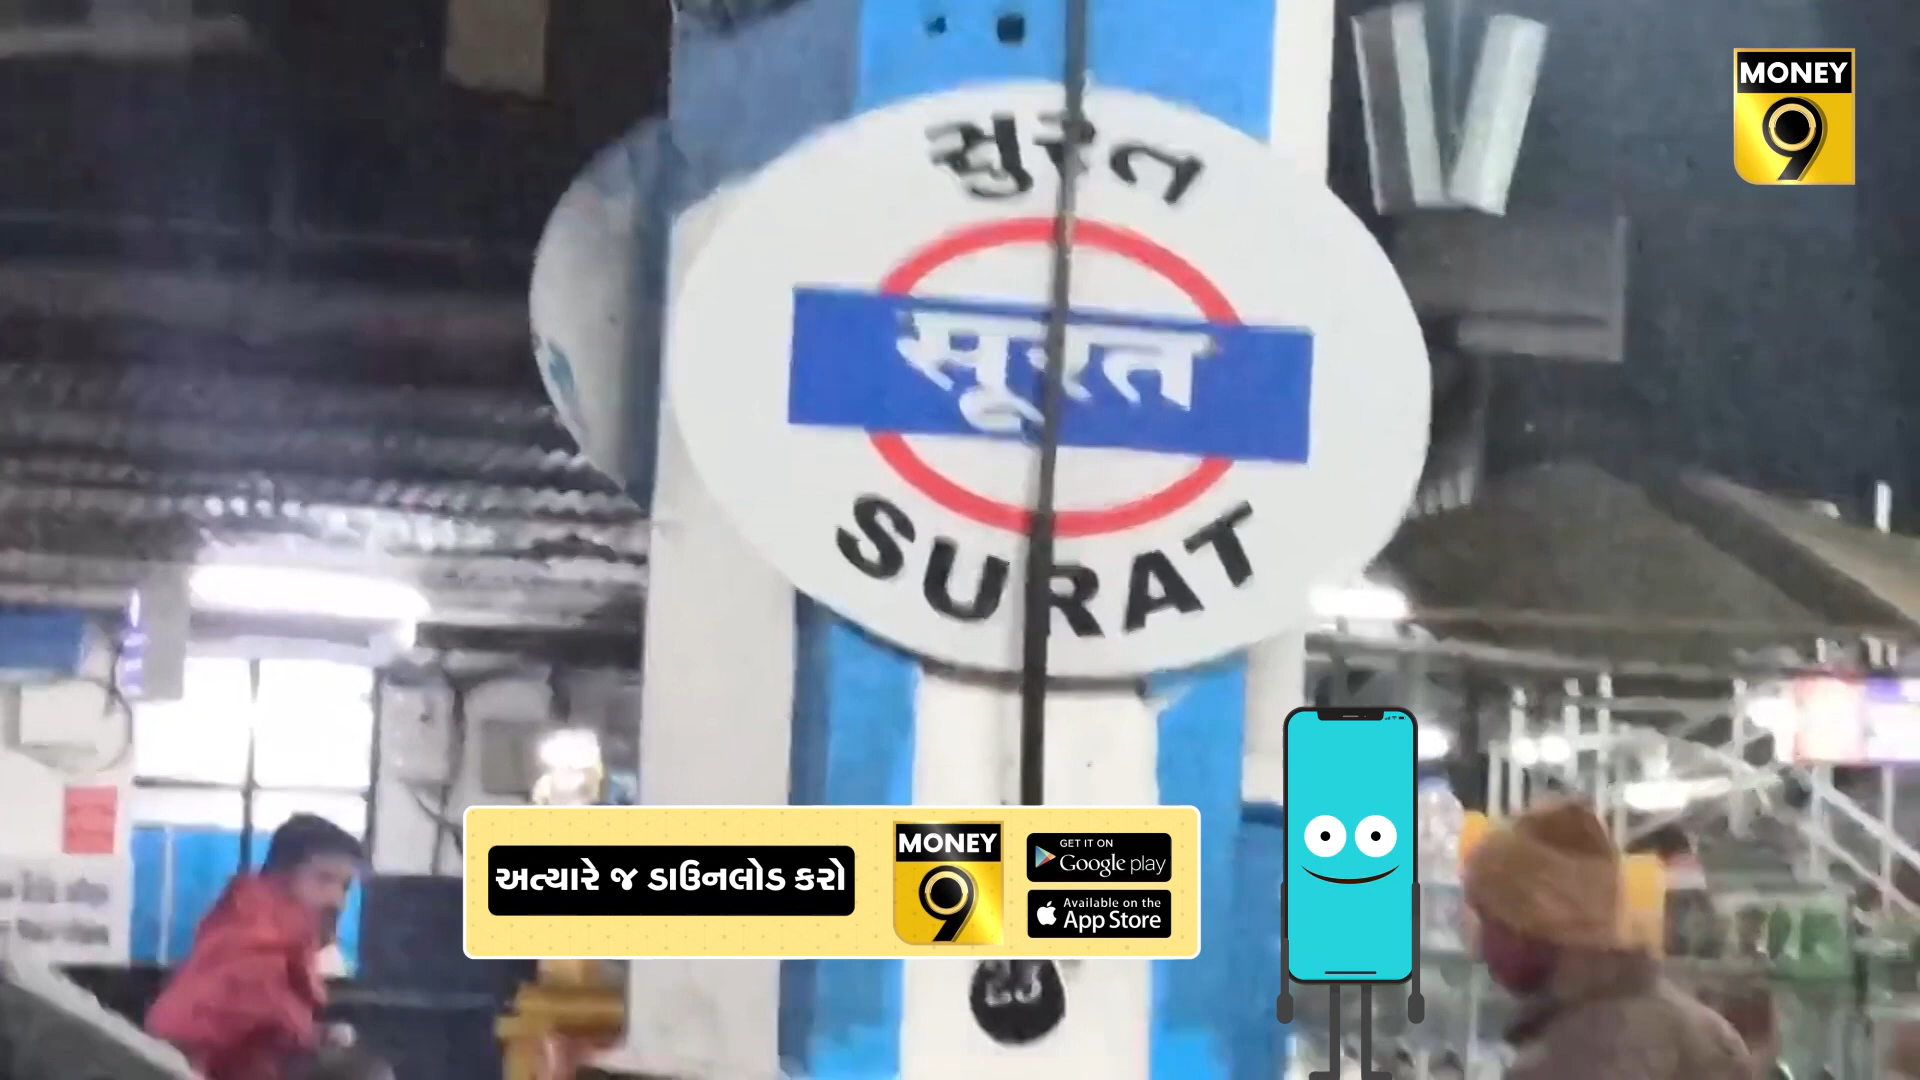 સુરત
सूरत
SURAT
MONEY
9
અત્યારે જ ડાઉનલોડ કરો
MONEY
9
GET IT ON
Google play
Available on the
App Store
23